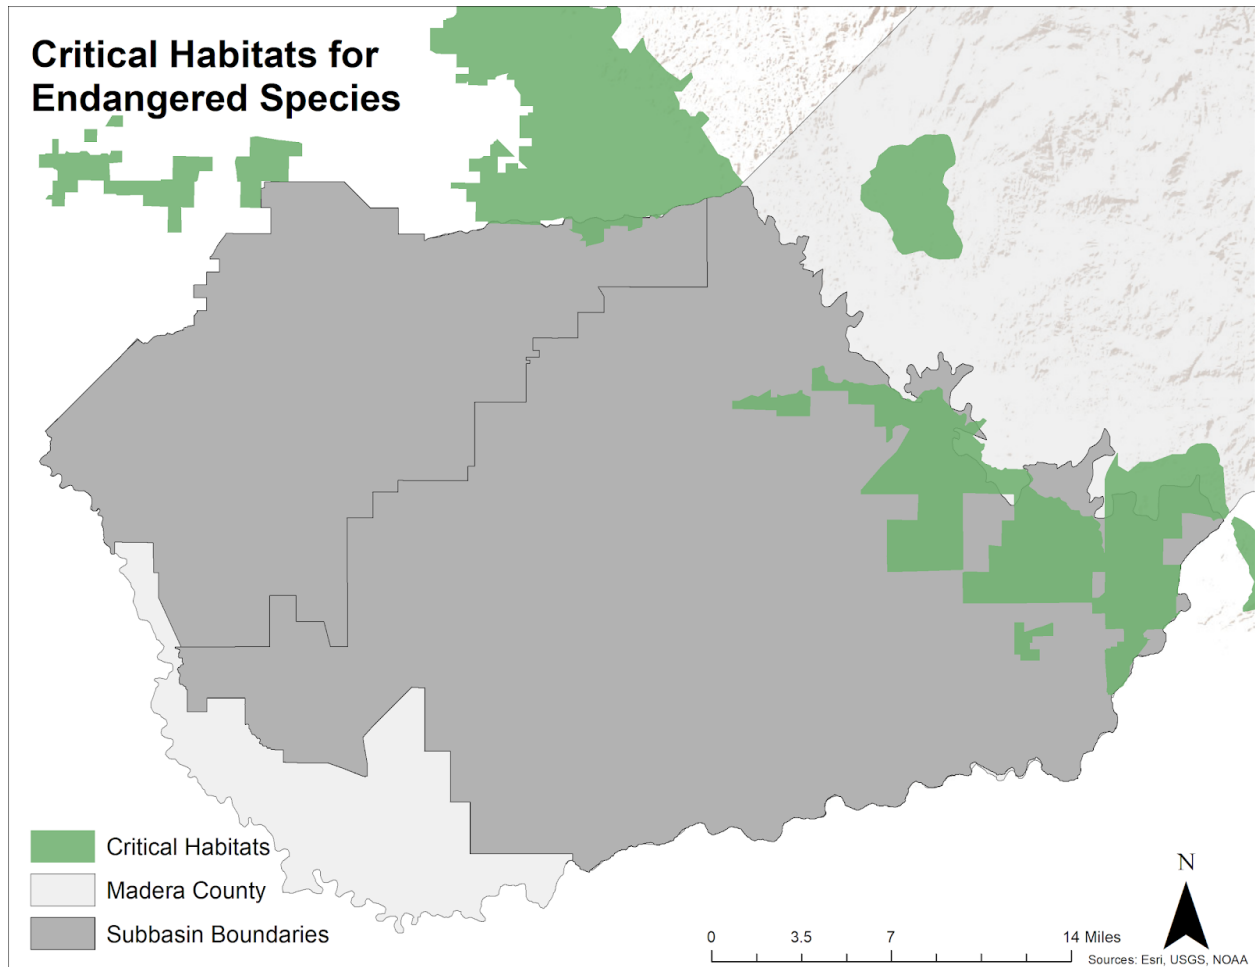 Critical Habitats for
Endangered Species
Critical Habitats
Madera County
Subbasin Boundaries
N
0 3.5 7 14 Miles
Sources: Esri, USGS, NOAA